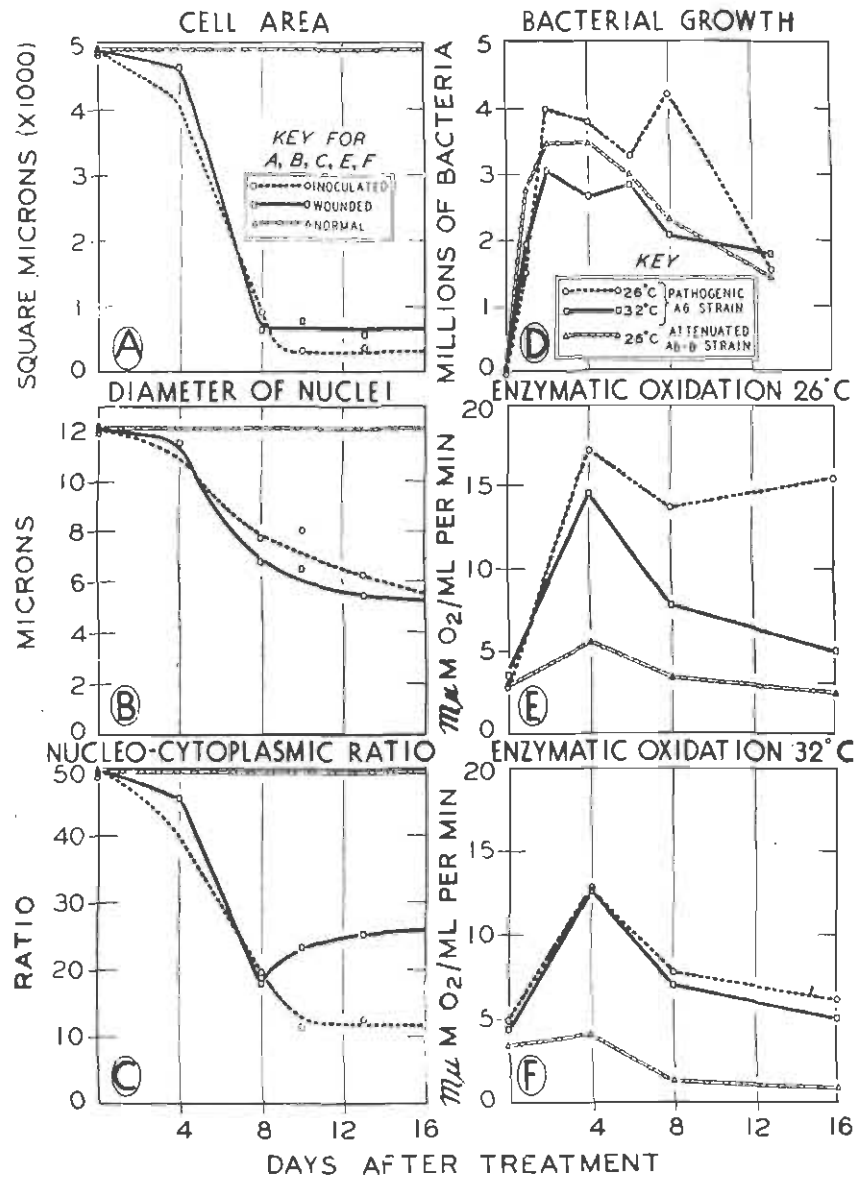 CELL AREA
SQUARE MICRONS (X1000)
5
4
3
2
1
0
KEY FOR
A, B, C, E, F
INOCULATED
WOUNDED
NORMAL
A
BACTERIAL GROWTH
MILLIONS OF BACTERIA
5
4
3
2
1
0
KEY
26°C
32°C
PATHOGENIC
A6 STRAIN
26°C
ATTENUATED
STRAIN
D
DIAMETER OF NUCLEI
MICRONS
12
10
8
6
4
2
0
B
ENZYMATIC OXIDATION 26°C
Mμ M O2/ML PER MIN
20
15
10
5
0
E
NUCLEO-CYTOPLASMIC RATIO
RATIO
50
40
30
20
10
0
C
4
8
12
16
ENZYMATIC OXIDATION 32°C
Mμ M O2/ML PER MIN
20
15
10
5
0
F
4
8
12
16
DAYS AFTER TREATMENT